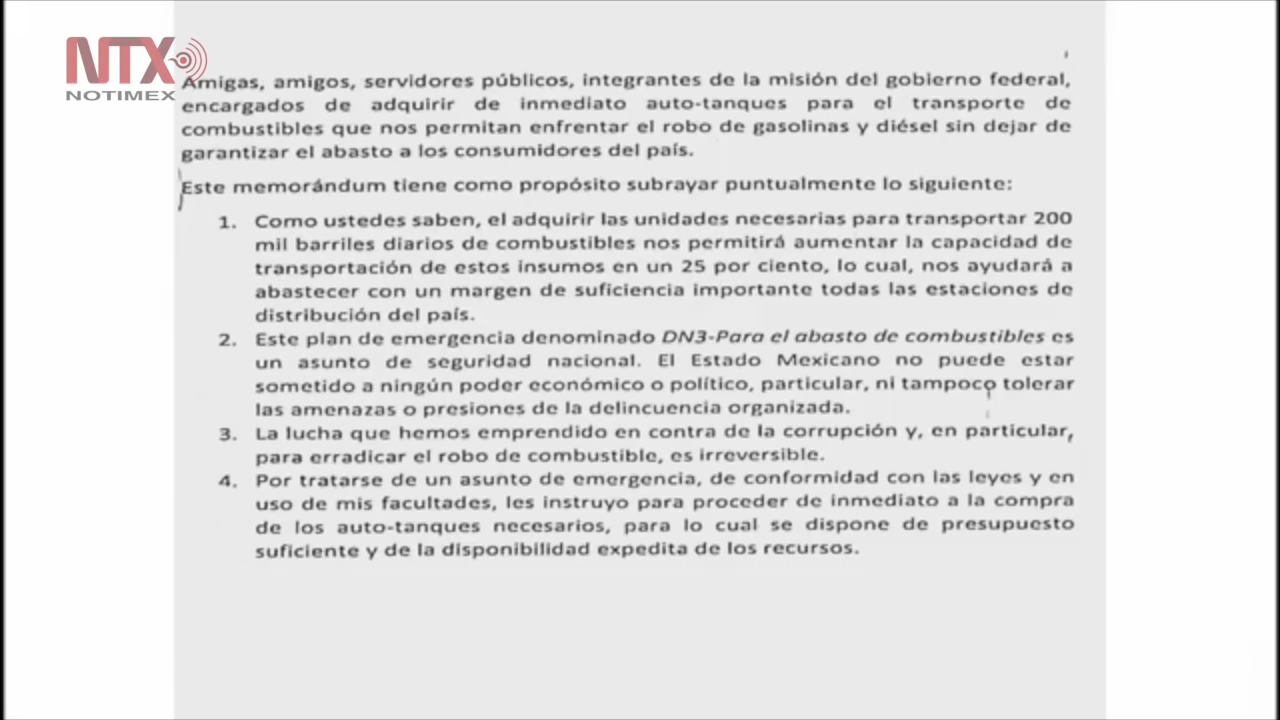 NTX
NOTIMEX
Amigas, amigos, servidores públicos, integrantes de la misión del gobierno federal,
encargados de adquirir de inmediato auto-tanques para el transporte de
combustibles que nos permitan enfrentar el robo de gasolinas y diésel sin dejar de
garantizar el abasto a los consumidores del país.
Este memorándum tiene como propósito subrayar puntualmente lo siguiente:
1. Como ustedes saben, el adquirir las unidades necesarias para transportar 200
mil barriles diarios de combustibles nos permitirá aumentar la capacidad de
transportación de estos insumos en un 25 por ciento, lo cual, nos ayudará a
abastecer con un margen de suficiencia importante todas las estaciones de
distribución del país.
2. Este plan de emergencia denominado DN3-Para el abasto de combustibles es
un asunto de seguridad nacional. El Estado Mexicano no puede estar
sometido a ningún poder económico o político, particular, ni tampoco tolerar
las amenazas o presiones de la delincuencia organizada.
3. La lucha que hemos emprendido en contra de la corrupción y, en particular,
para erradicar el robo de combustible, es irreversible.
4. Por tratarse de un asunto de emergencia, de conformidad con las leyes y en
uso de mis facultades, les instruyo para proceder de inmediato a la compra
de los auto-tanques necesarios, para lo cual se dispone de presupuesto
suficiente y de la disponibilidad expedita de los recursos.